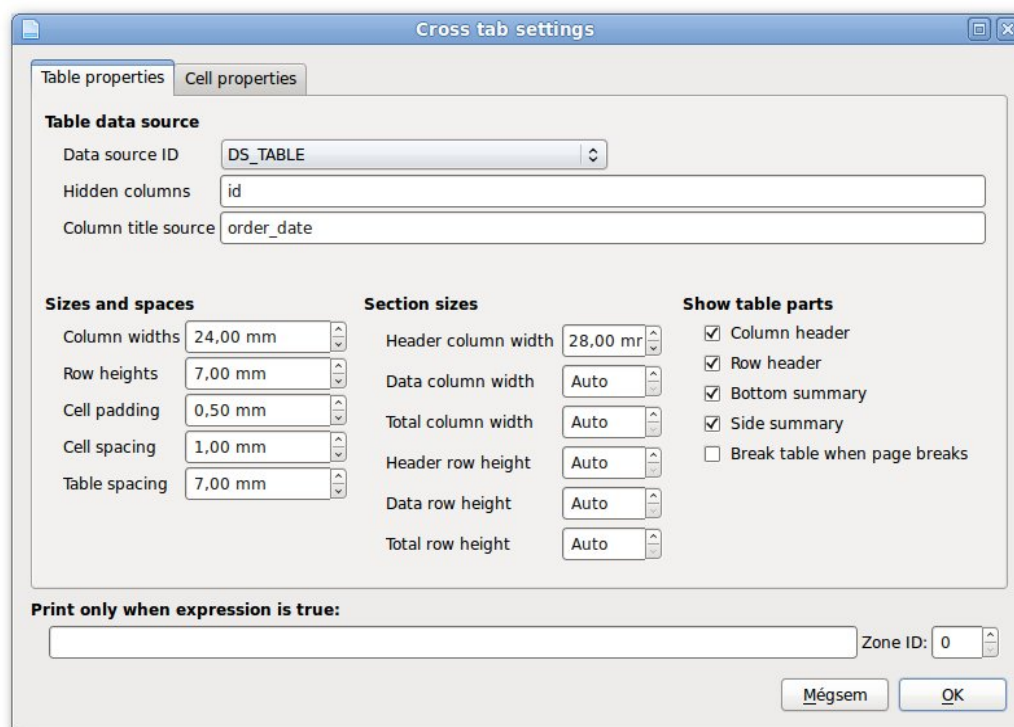 Cross tab settings
Table properties
Cell properties
Table data source
Data source ID
DS_TABLE
Hidden columns
id
Column title source
order_date
Sizes and spaces
Column widths
24,00 mm
Row heights
7,00 mm
Cell padding
0,50 mm
Cell spacing
1,00 mm
Table spacing
7,00 mm
Section sizes
Header column width
28,00 mr
Data column width
Auto
Total column width
Auto
Header row height
Auto
Data row height
Auto
Total row height
Auto
Show table parts
Column header
Row header
Bottom summary
Side summary
Break table when page breaks
Print only when expression is true:
Zone ID:
0
Mégsem
OK